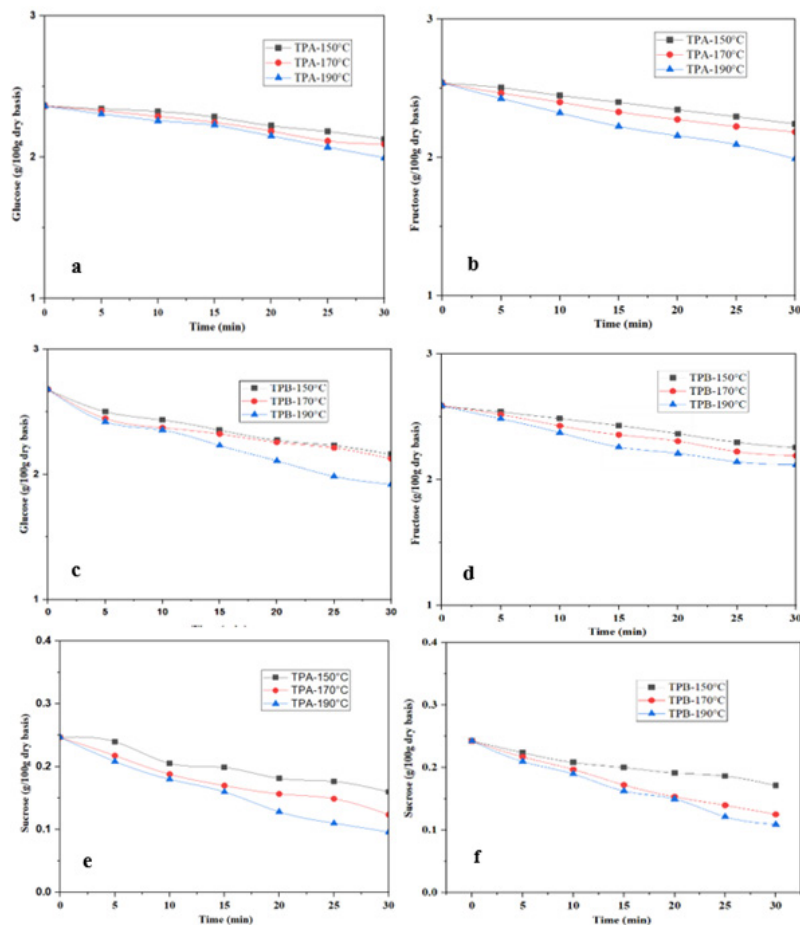 3
2
1
Glucose (g/100g dry basis)
TPA-150°C
TPA-170°C
TPA-190°C
a
0 5 10 15 20 25 30
Time (min)
3
2
1
Fructose (g/100g dry basis)
TPA-150°C
TPA-170°C
TPA-190°C
b
0 5 10 15 20 25 30
Time (min)
3
2
1
Glucose (g/100g dry basis)
TPB-150°C
TPB-170°C
TPB-190°C
c
0 5 10 15 20 25 30
3
2
1
Fructose (g/100g dry basis)
TPB-150°C
TPB-170°C
TPB-190°C
d
0 5 10 15 20 25 30
Time (min)
0.4
0.3
0.2
0.1
0.0
Sucrose (g/100g dry basis)
TPA-150°C
TPA-170°C
TPA-190°C
e
0 5 10 15 20 25 30
Time (min)
0.4
0.3
0.2
0.1
0.0
Sucrose (g/100g dry basis)
TPB-150°C
TPB-170°C
TPB-190°C
f
0 5 10 15 20 25 30
Time (min)